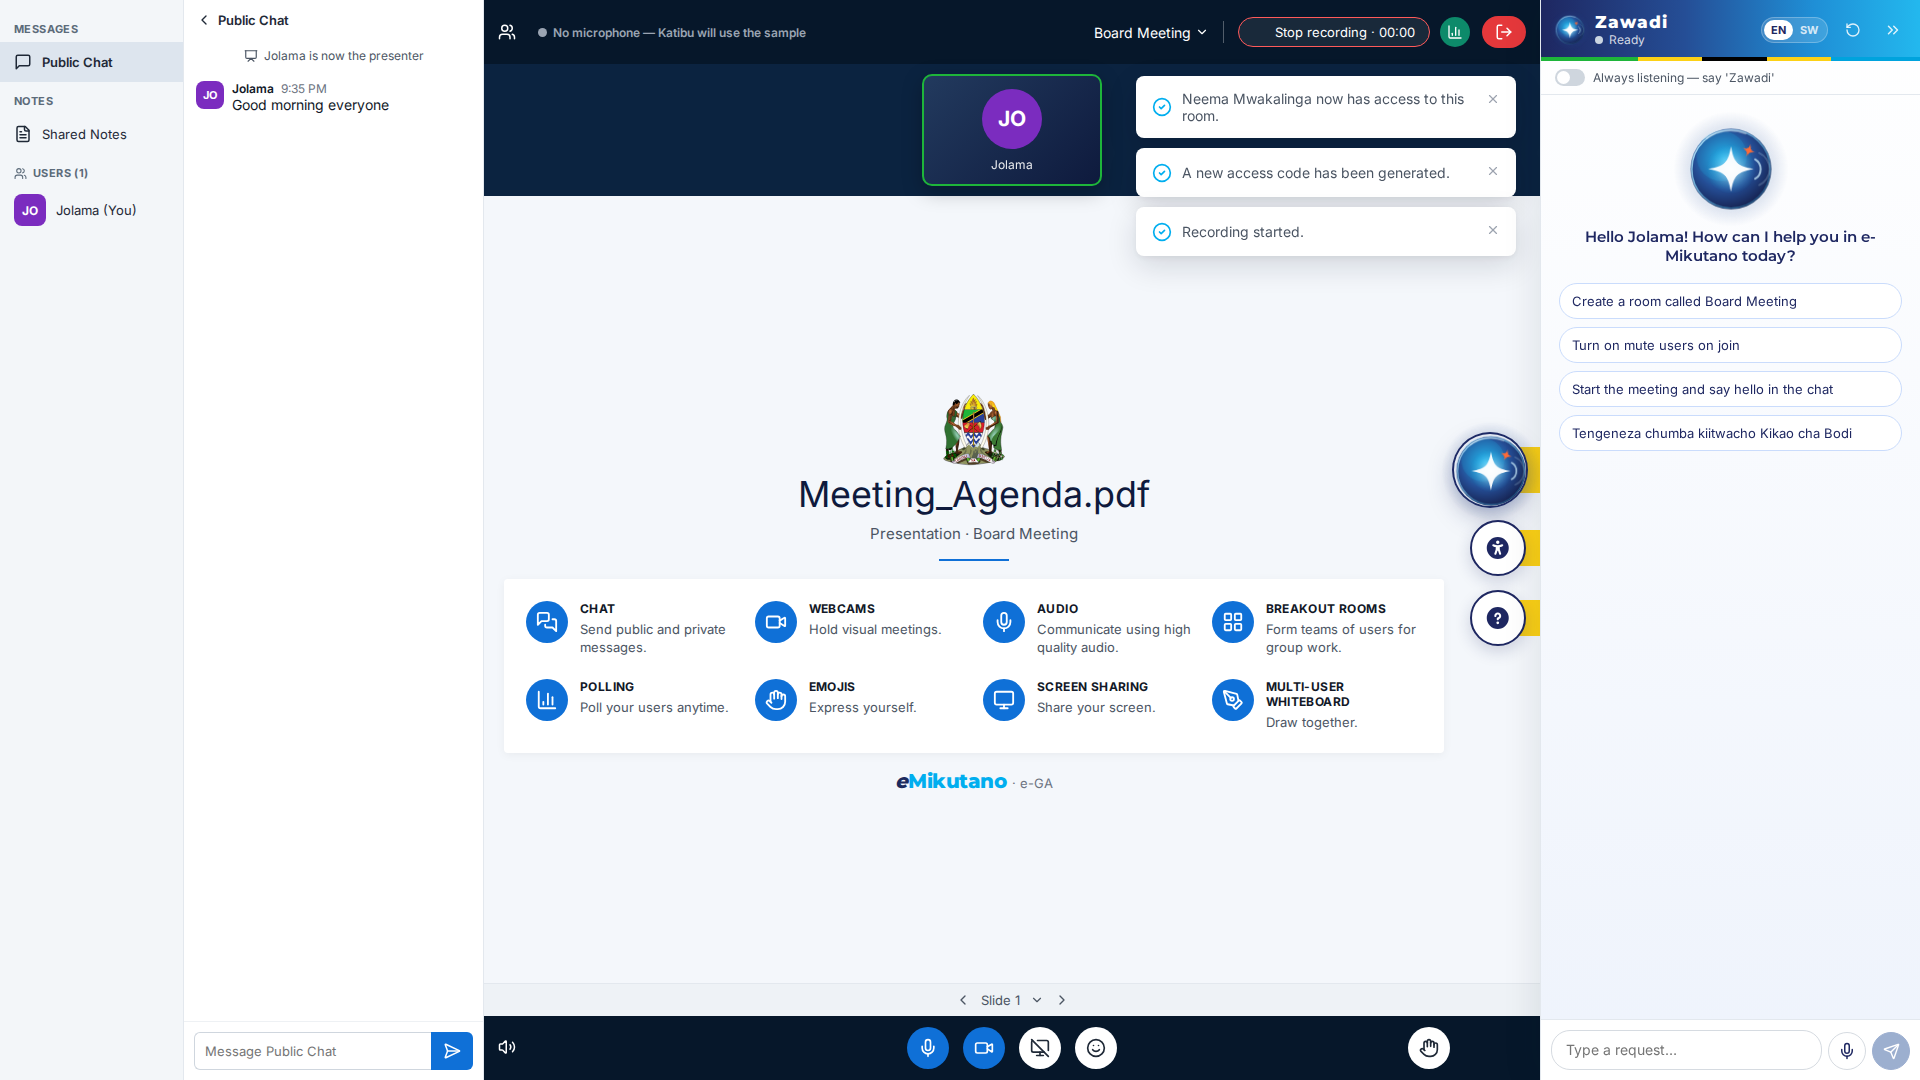 MESSAGES
Public Chat
NOTES
Shared Notes
USERS (1)
JO
Jolama (You)
Public Chat
Jolama is now the presenter
JO
Jolama 9:35 PM
Good morning everyone
Message Public Chat
No microphone — Katibu will use the sample
Board Meeting
Stop recording · 00:00
JO
Jolama
Neema Mwakalinga now has access to this
room.
A new access code has been generated.
Recording started.
Meeting_Agenda.pdf
Presentation · Board Meeting
CHAT
Send public and private
messages.
WEBCAMS
Hold visual meetings.
AUDIO
Communicate using high
quality audio.
BREAKOUT ROOMS
Form teams of users for
group work.
POLLING
Poll your users anytime.
EMOJIS
Express yourself.
SCREEN SHARING
Share your screen.
MULTI-USER
WHITEBOARD
Draw together.
eMikutano · e-GA
Slide 1
Zawadi
Ready
EN SW
Always listening — say 'Zawadi'
Hello Jolama! How can I help you in e-
Mikutano today?
Create a room called Board Meeting
Turn on mute users on join
Start the meeting and say hello in the chat
Tengeneza chumba kiitwacho Kikao cha Bodi
Type a request...